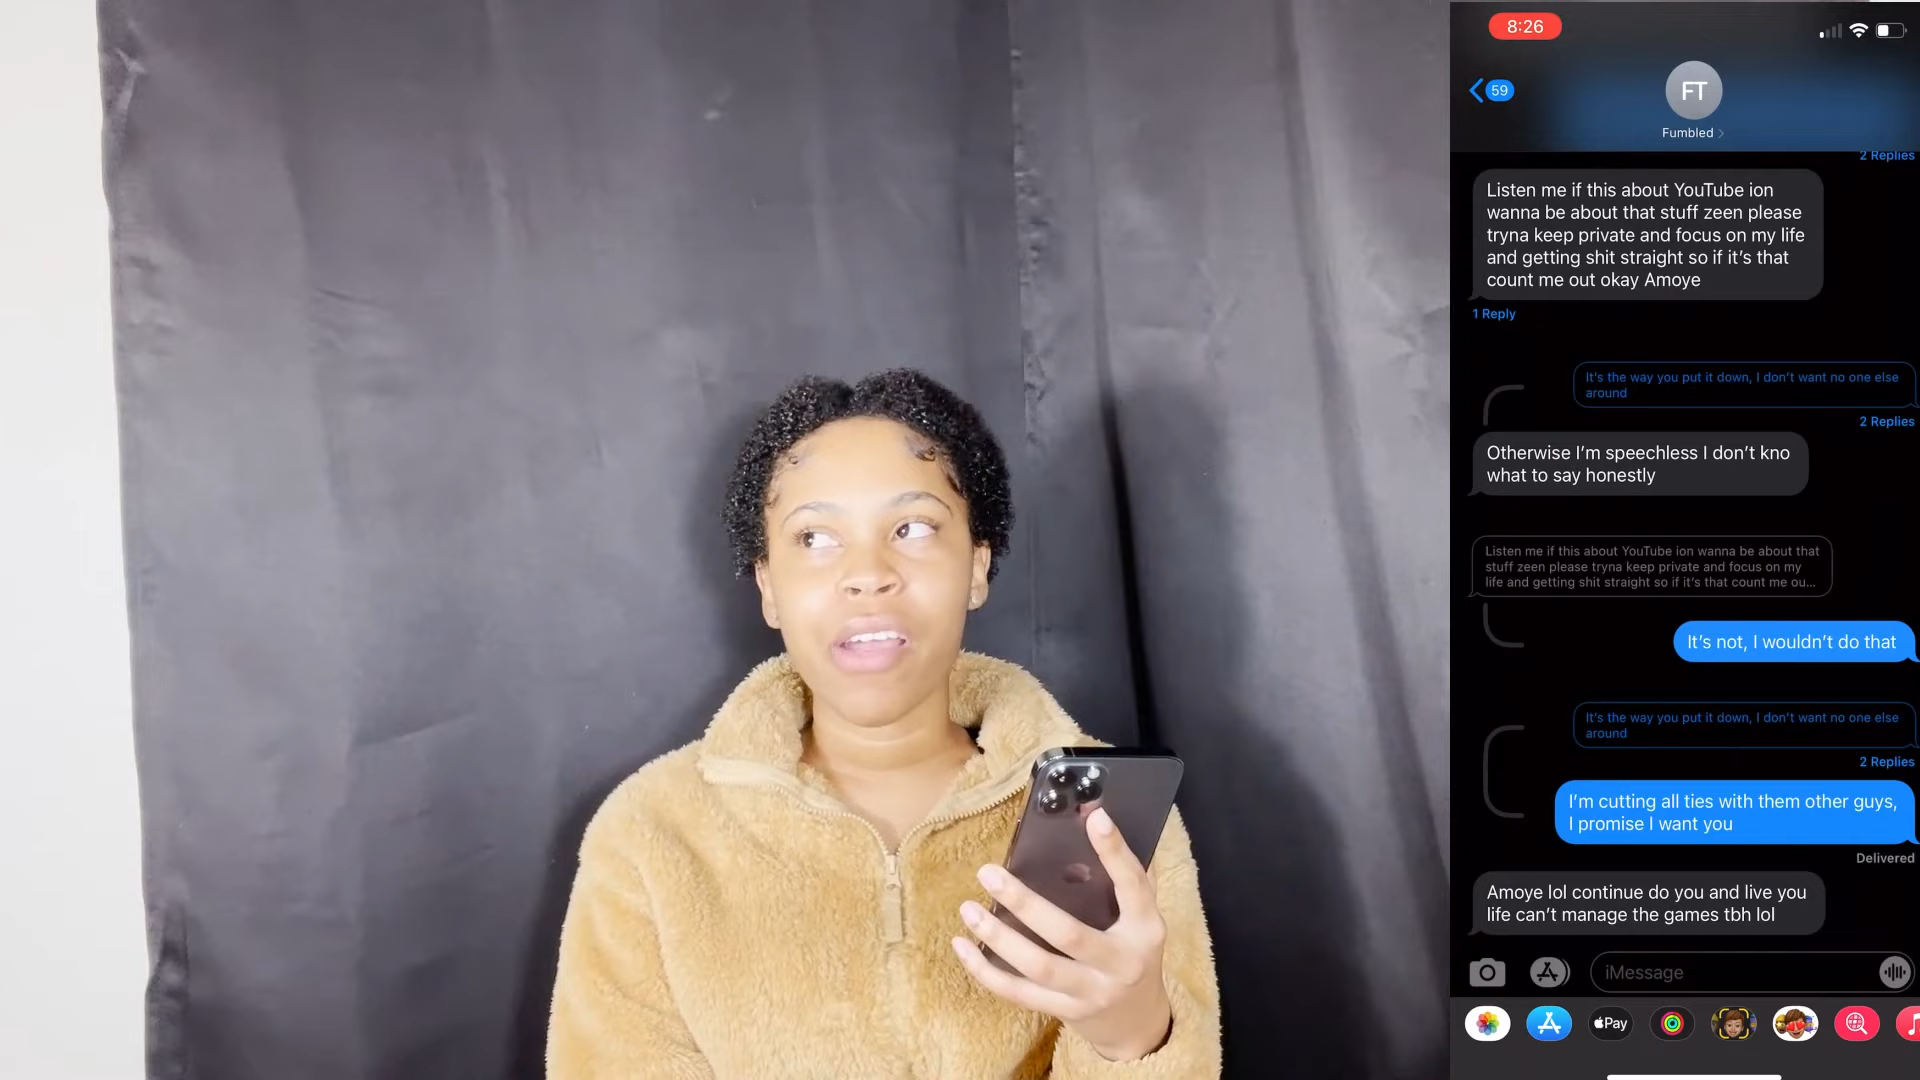 8:26
59
FT
Fumbled
2 Replies
Listen me if this about YouTube ion
wanna be about that stuff zeen please
tryna keep private and focus on my life
and getting shit straight so if it’s that
count me out okay Amoye
1 Reply
It’s the way you put it down, I don’t want no one else
around
2 Replies
Otherwise I’m speechless I don’t kno
what to say honestly
Listen me if this about YouTube ion wanna be about that
stuff zeen please tryna keep private and focus on my
life and getting shit straight so if it’s that count me ou...
It’s not, I wouldn’t do that
It’s the way you put it down, I don’t want no one else
around
2 Replies
I’m cutting all ties with them other guys,
I promise I want you
Delivered
Amoye lol continue do you and live you
life can’t manage the games tbh lol
iMessage
Pay